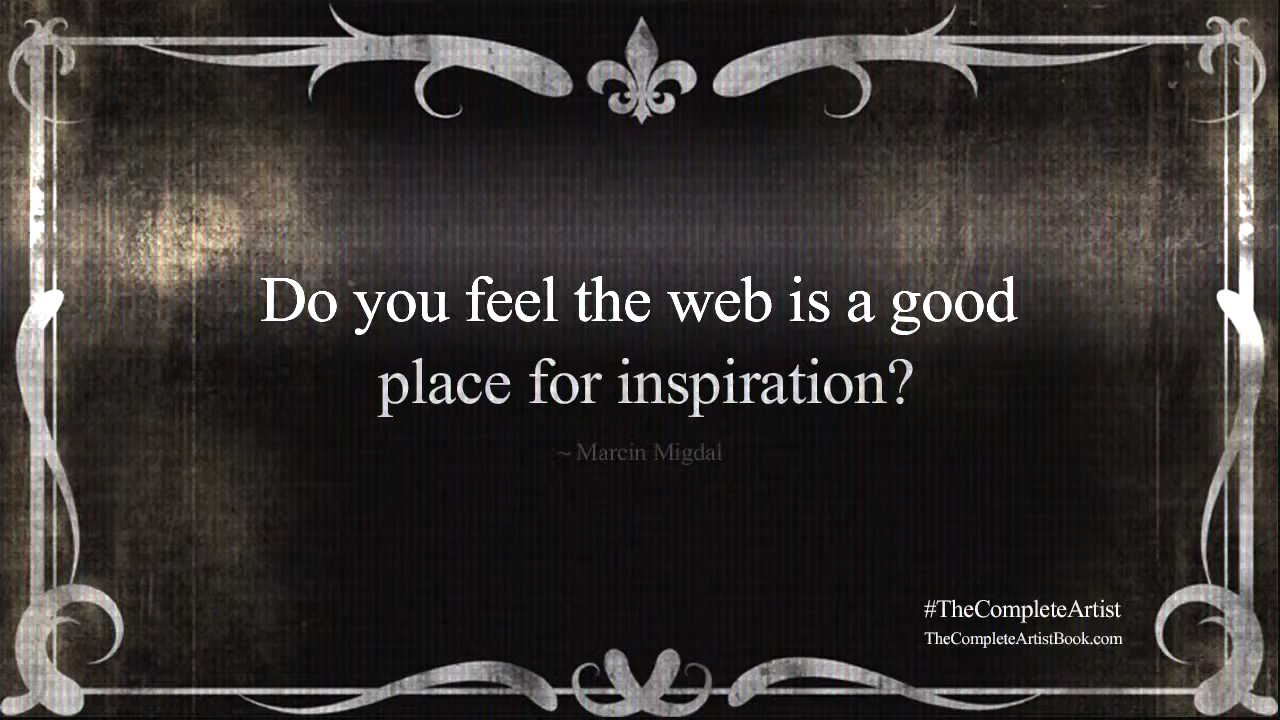 Do you feel the web is a good
place for inspiration?
~ Marcin Migdal
#TheCompleteArtist
TheCompleteArtistBook.com